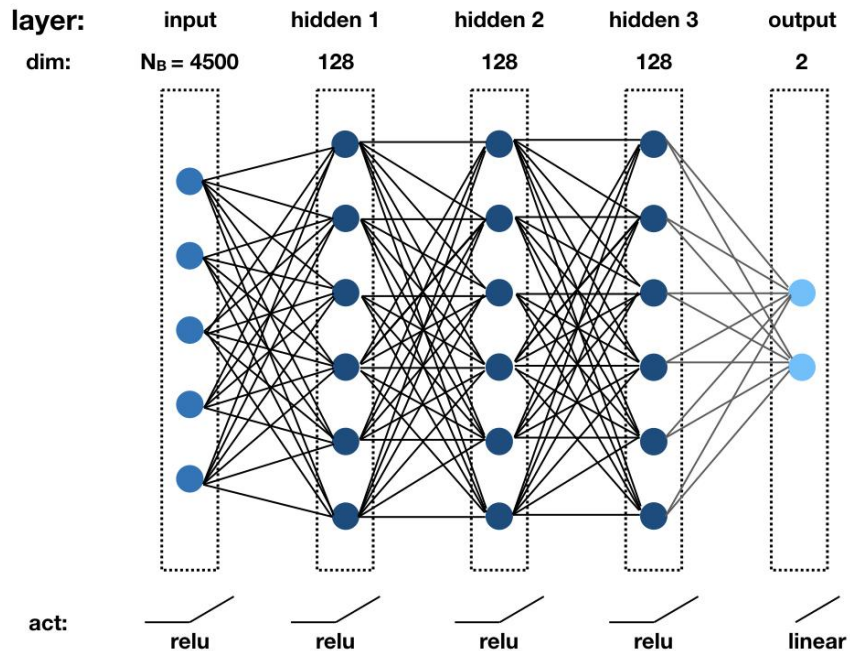 layer: input hidden 1 hidden 2 hidden 3 output
dim: NB = 4500 128 128 128 2
act: relu relu relu relu linear